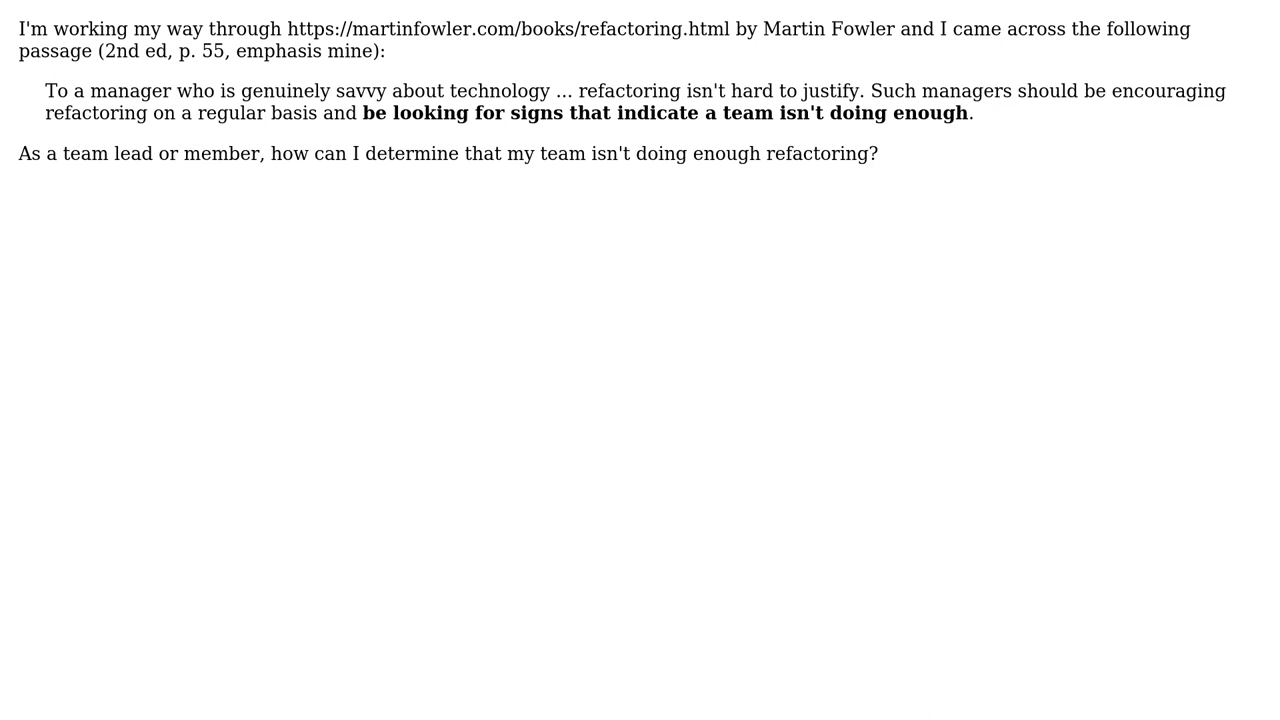 I'm working my way through https://martinfowler.com/books/refactoring.html by Martin Fowler and I came across the following
passage (2nd ed, p. 55, emphasis mine):
To a manager who is genuinely savvy about technology ... refactoring isn't hard to justify. Such managers should be encouraging
refactoring on a regular basis and be looking for signs that indicate a team isn't doing enough.
As a team lead or member, how can I determine that my team isn't doing enough refactoring?